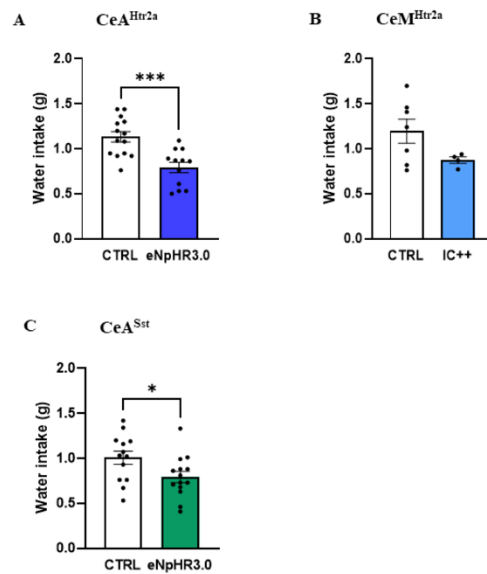 A CeA^Htr2a
Water intake (g)
2.0
1.5
1.0
0.5
0.0
***
CTRL eNpHR3.0
B CeM^Htr2a
Water intake (g)
2.0
1.5
1.0
0.5
0.0
CTRL IC++
C CeA^Sst
Water intake (g)
2.0
1.5
1.0
0.5
0.0
*
CTRL eNpHR3.0